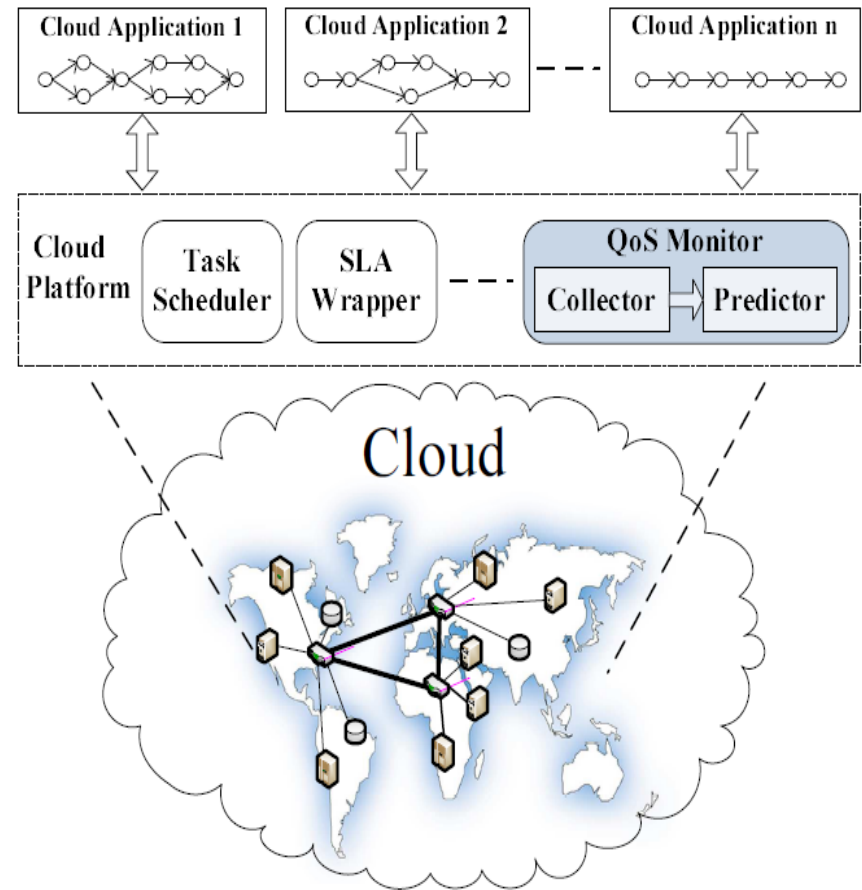 Cloud Application 1
Cloud Application 2
Cloud Application n
Cloud
Platform
Task
Scheduler
SLA
Wrapper
QoS Monitor
Collector
Predictor
Cloud